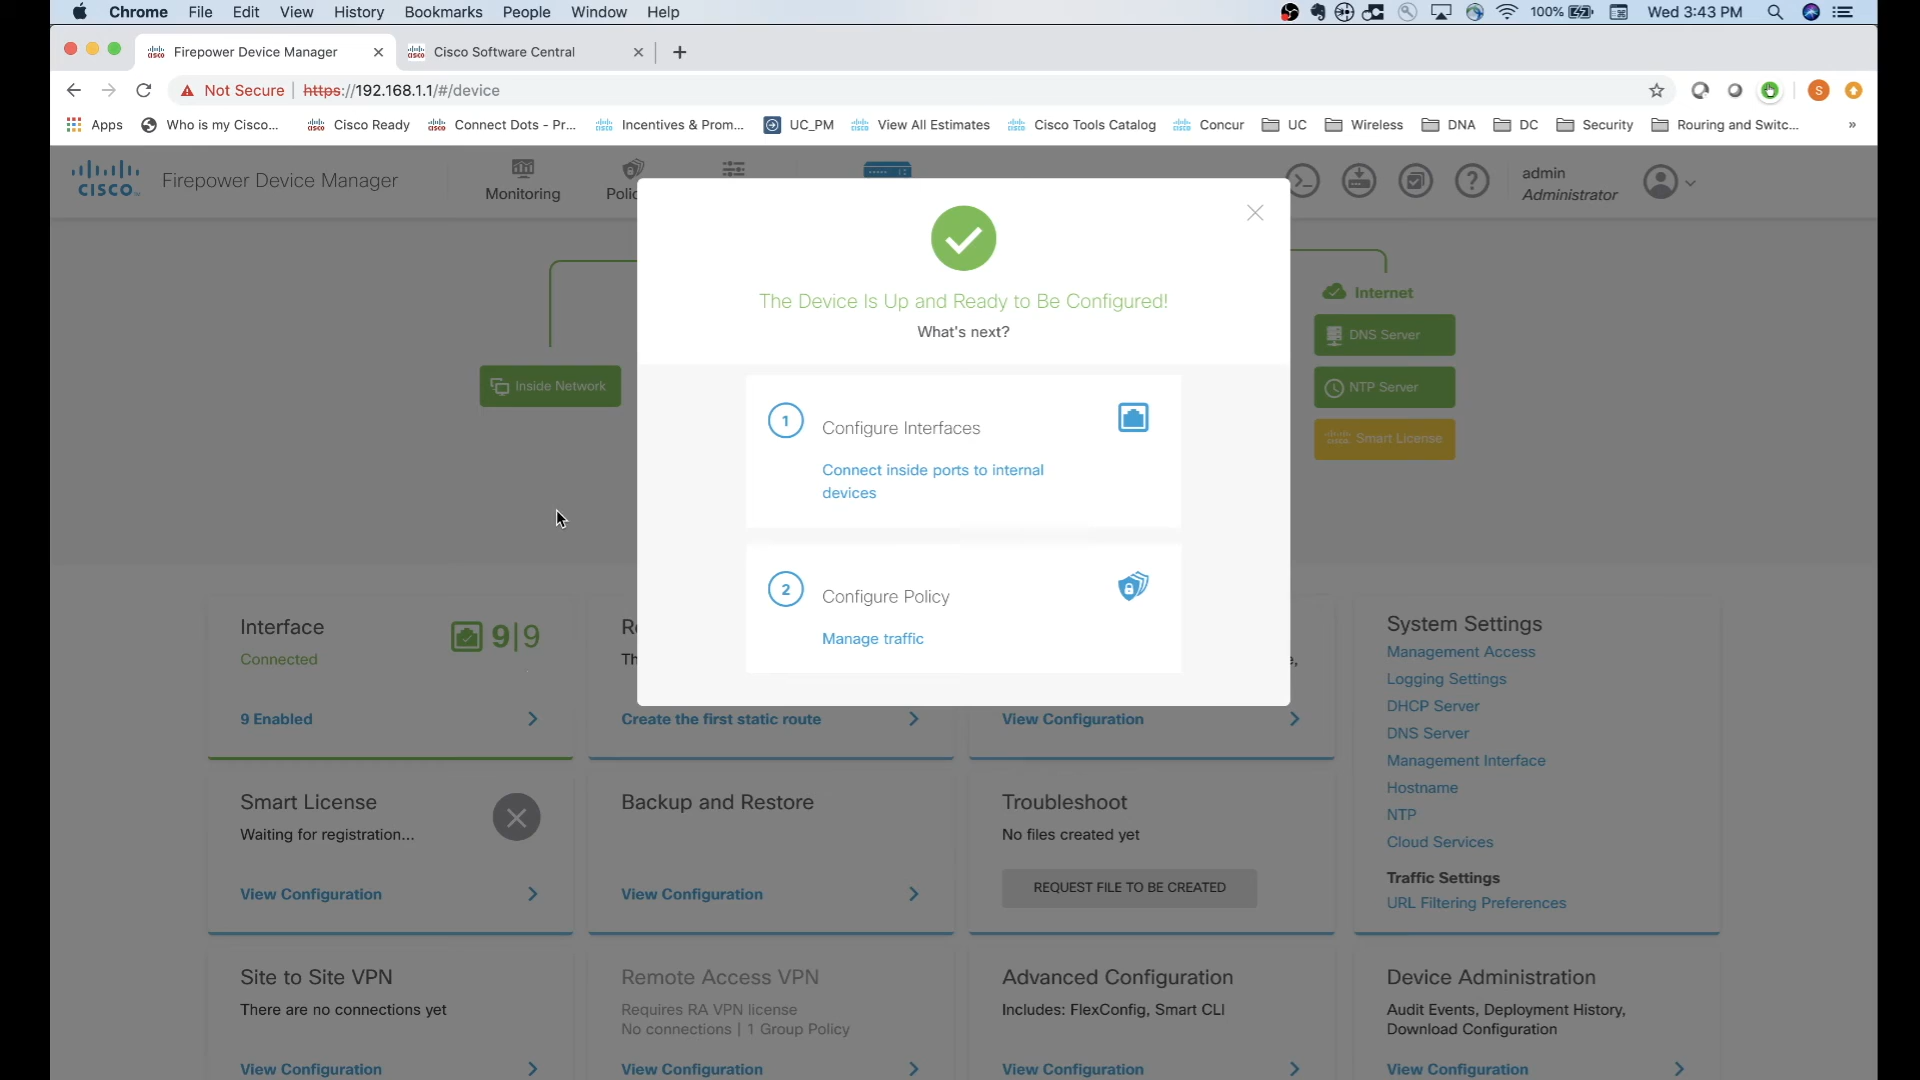 Chrome File Edit View History Bookmarks People Window Help 100% Wed 3:43 PM
Firepower Device Manager Cisco Software Central
Not Secure https://192.168.1.1/#/device S
Apps Who is my Cisco... Cisco Ready Connect Dots - Pr... Incentives & Prom... UC_PM View All Estimates Cisco Tools Catalog Concur UC Wireless DNA DC Security Rouring and Switc... »
CISCO Firepower Device Manager Monitoring admin
Administrator
The Device Is Up and Ready to Be Configured!
What's next?
1 Configure Interfaces
Connect inside ports to internal
devices
2 Configure Policy
Manage traffic
Inside Network
Internet
DNS Server
NTP Server
Smart License
Interface 9|9
Connected
9 Enabled
Create the first static route
View Configuration
System Settings
Management Access
Logging Settings
DHCP Server
DNS Server
Management Interface
Hostname
NTP
Cloud Services
Traffic Settings
URL Filtering Preferences
Smart License
Waiting for registration...
View Configuration
Backup and Restore
View Configuration
Troubleshoot
No files created yet
REQUEST FILE TO BE CREATED
Site to Site VPN
There are no connections yet
View Configuration
Remote Access VPN
Requires RA VPN license
No connections | 1 Group Policy
View Configuration
Advanced Configuration
Includes: FlexConfig, Smart CLI
View Configuration
Device Administration
Audit Events, Deployment History,
Download Configuration
View Configuration